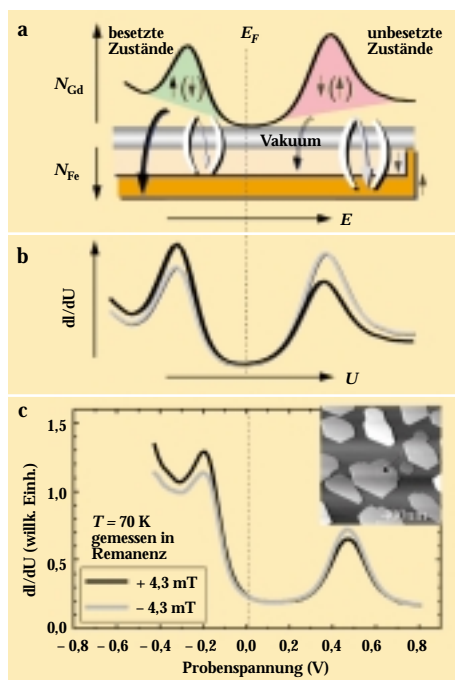 a
besetzte
Zustände
E_F
unbesetzte
Zustände
N_Gd
Vakuum
N_Fe
E
b
dI/dU
U
c
1,5
1,0
0,5
0,0
dI/dU (willk. Einh.)
T = 70 K
gemessen in
Remanenz
+ 4,3 mT
– 4,3 mT
– 0,8 – 0,6 – 0,4 – 0,2 0,0 0,2 0,4 0,6 0,8
Probenspannung (V)